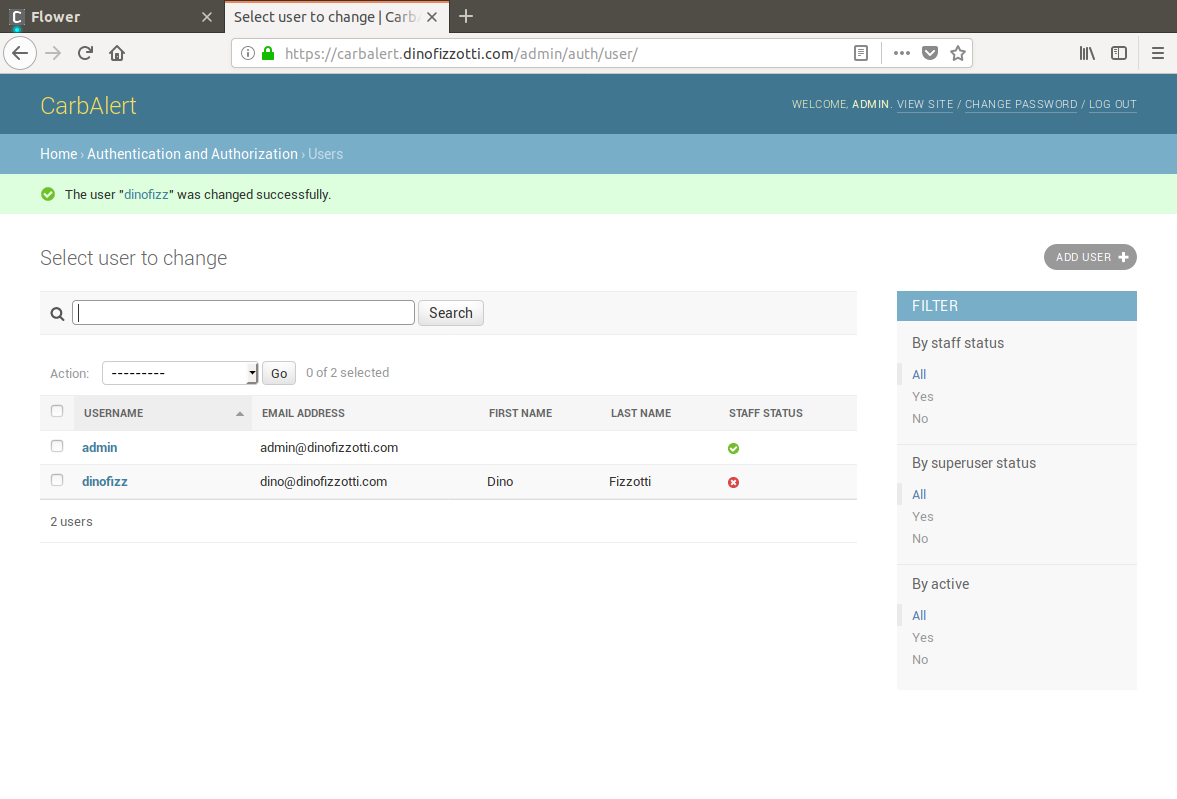 C Flower
Select user to change | CarbA
https://carbalert.dinofizzotti.com/admin/auth/user/
CarbAlert
WELCOME, ADMIN. VIEW SITE / CHANGE PASSWORD / LOG OUT
Home › Authentication and Authorization › Users
The user "dinofizz" was changed successfully.
Select user to change
ADD USER
Search
FILTER
Action: --------- Go 0 of 2 selected
USERNAME EMAIL ADDRESS FIRST NAME LAST NAME STAFF STATUS
admin admin@dinofizzotti.com
dinofizz dino@dinofizzotti.com Dino Fizzotti
2 users
By staff status
All
Yes
No
By superuser status
All
Yes
No
By active
All
Yes
No